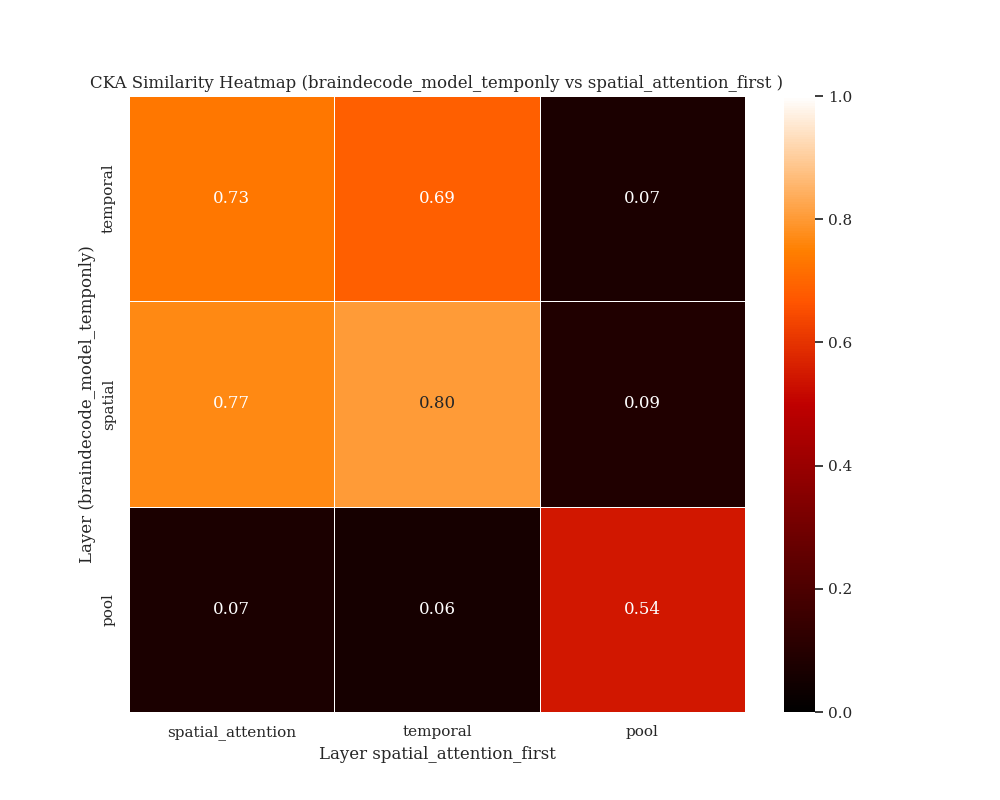 CKA Similarity Heatmap (braindecode_model_temponly vs spatial_attention_first )
1.0
0.8
0.6
0.4
0.2
0.0
Layer (braindecode_model_temponly)
temporal
0.73 0.69 0.07
spatial
0.77 0.80 0.09
pool
0.07 0.06 0.54
spatial_attention temporal pool
Layer spatial_attention_first